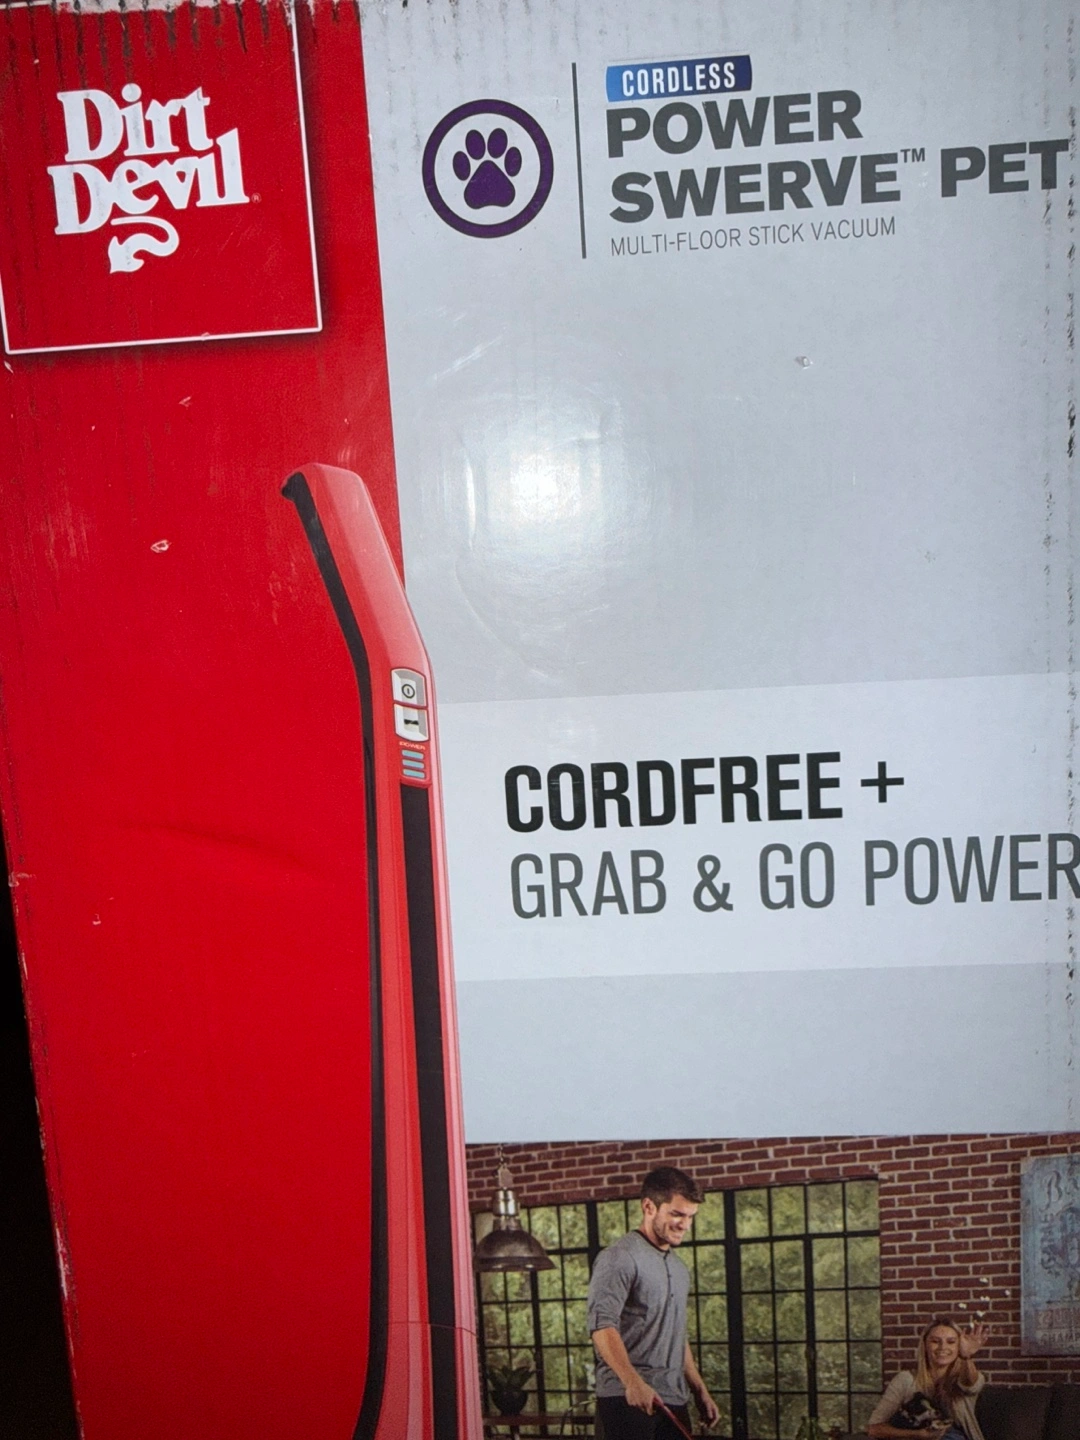 Dirt
Devil®
CORDLESS
POWER
SWERVE™ PET
MULTI-FLOOR STICK VACUUM
POWER
CORDFREE +
GRAB & GO POWER